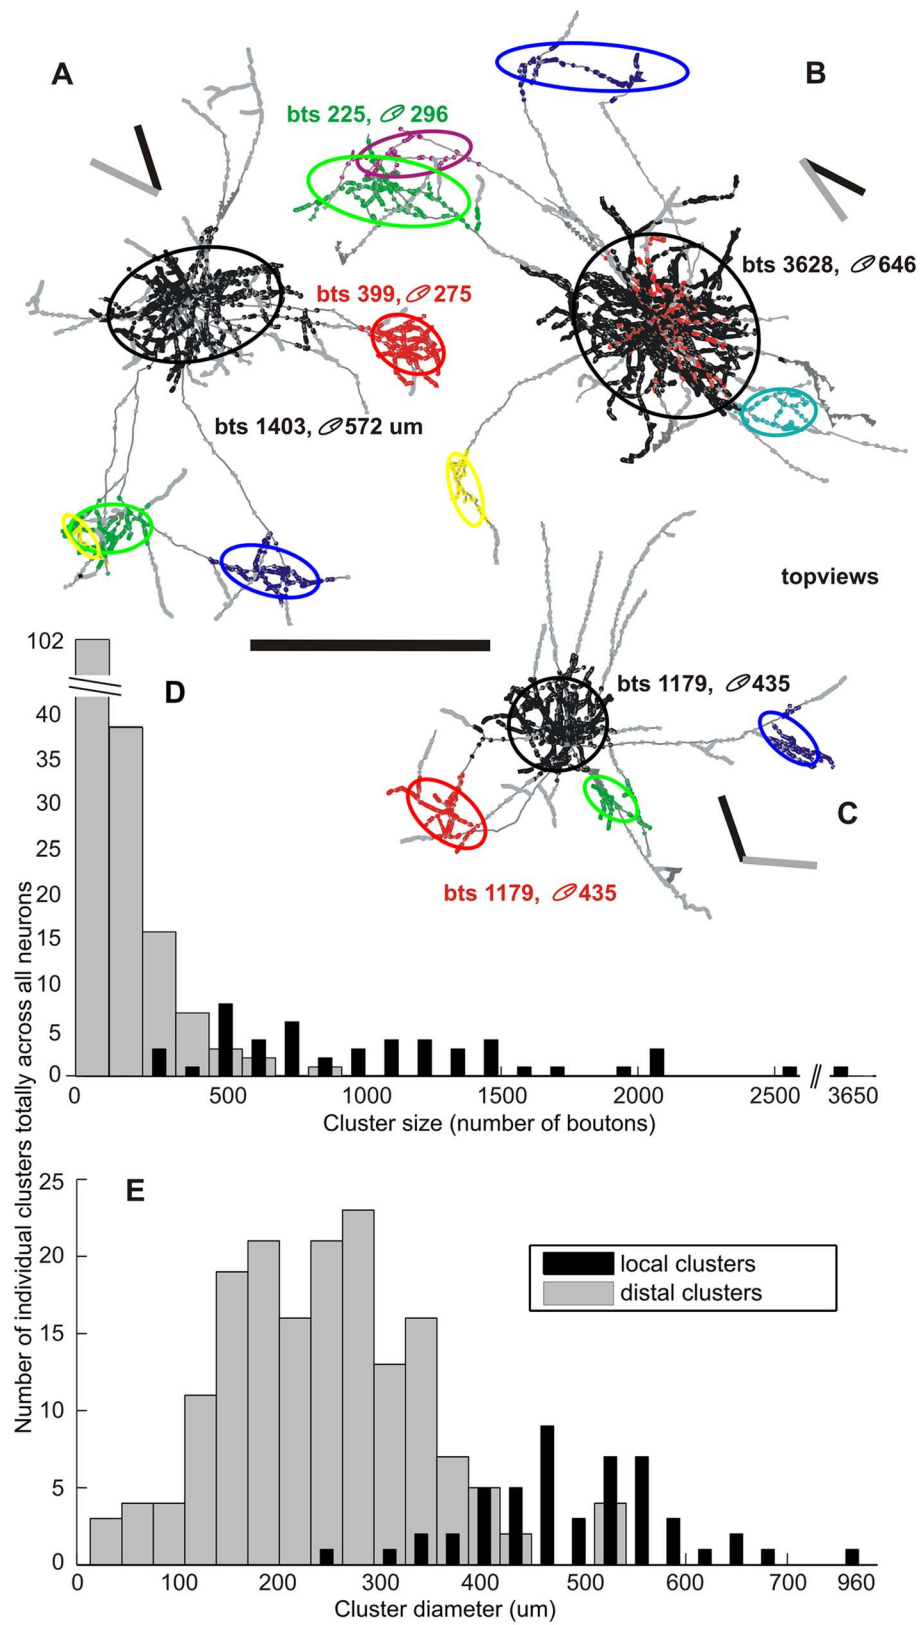 A
B
bts 225, 296
bts 3628, 646
bts 399, 275
bts 1403, 572 um
topviews
bts 1179, 435
C
bts 1179, 435
D
Number of individual clusters totally across all neurons
102
40
35
30
25
20
15
10
5
0
0 500 1000 1500 2000 2500 // 3650
Cluster size (number of boutons)
E
25
20
15
10
5
0
local clusters
distal clusters
0 100 200 300 400 500 600 700 960
Cluster diameter (um)